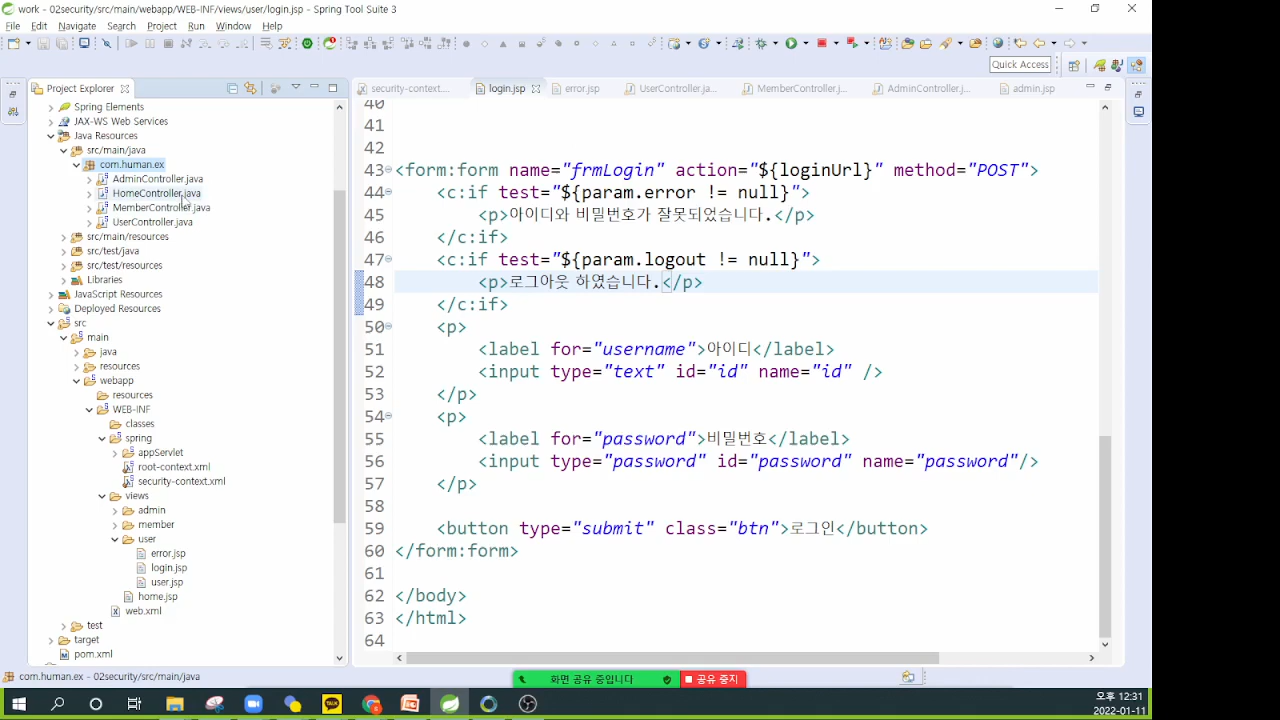 work - 02security/src/main/webapp/WEB-INF/views/user/login.jsp - Spring Tool Suite 3
File Edit Navigate Search Project Run Window Help
Quick Access
Project Explorer
security-context.... login.jsp error.jsp UserController.ja... MemberController.j... AdminController.j... admin.jsp
Spring Elements
JAX-WS Web Services
Java Resources
src/main/java
com.human.ex
AdminController.java
HomeController.java
MemberController.java
UserController.java
src/main/resources
src/test/java
src/test/resources
Libraries
JavaScript Resources
Deployed Resources
src
main
java
resources
webapp
resources
WEB-INF
classes
spring
appServlet
root-context.xml
security-context.xml
views
admin
member
user
error.jsp
login.jsp
user.jsp
home.jsp
web.xml
test
target
pom.xml
40
41
42
43 <form:form name="frmLogin" action="${loginUrl}" method="POST">
44 <c:if test="${param.error != null}">
45 <p>아이디와 비밀번호가 잘못되었습니다.</p>
46 </c:if>
47 <c:if test="${param.logout != null}">
48 <p>로그아웃 하였습니다.</p>
49 </c:if>
50 <p>
51 <label for="username">아이디</label>
52 <input type="text" id="id" name="id" />
53 </p>
54 <p>
55 <label for="password">비밀번호</label>
56 <input type="password" id="password" name="password"/>
57 </p>
58
59 <button type="submit" class="btn">로그인</button>
60 </form:form>
61
62 </body>
63 </html>
64
com.human.ex - 02security/src/main/java
화면 공유 중입니다 공유 중지
TALK
오후 12:31
2022-01-11